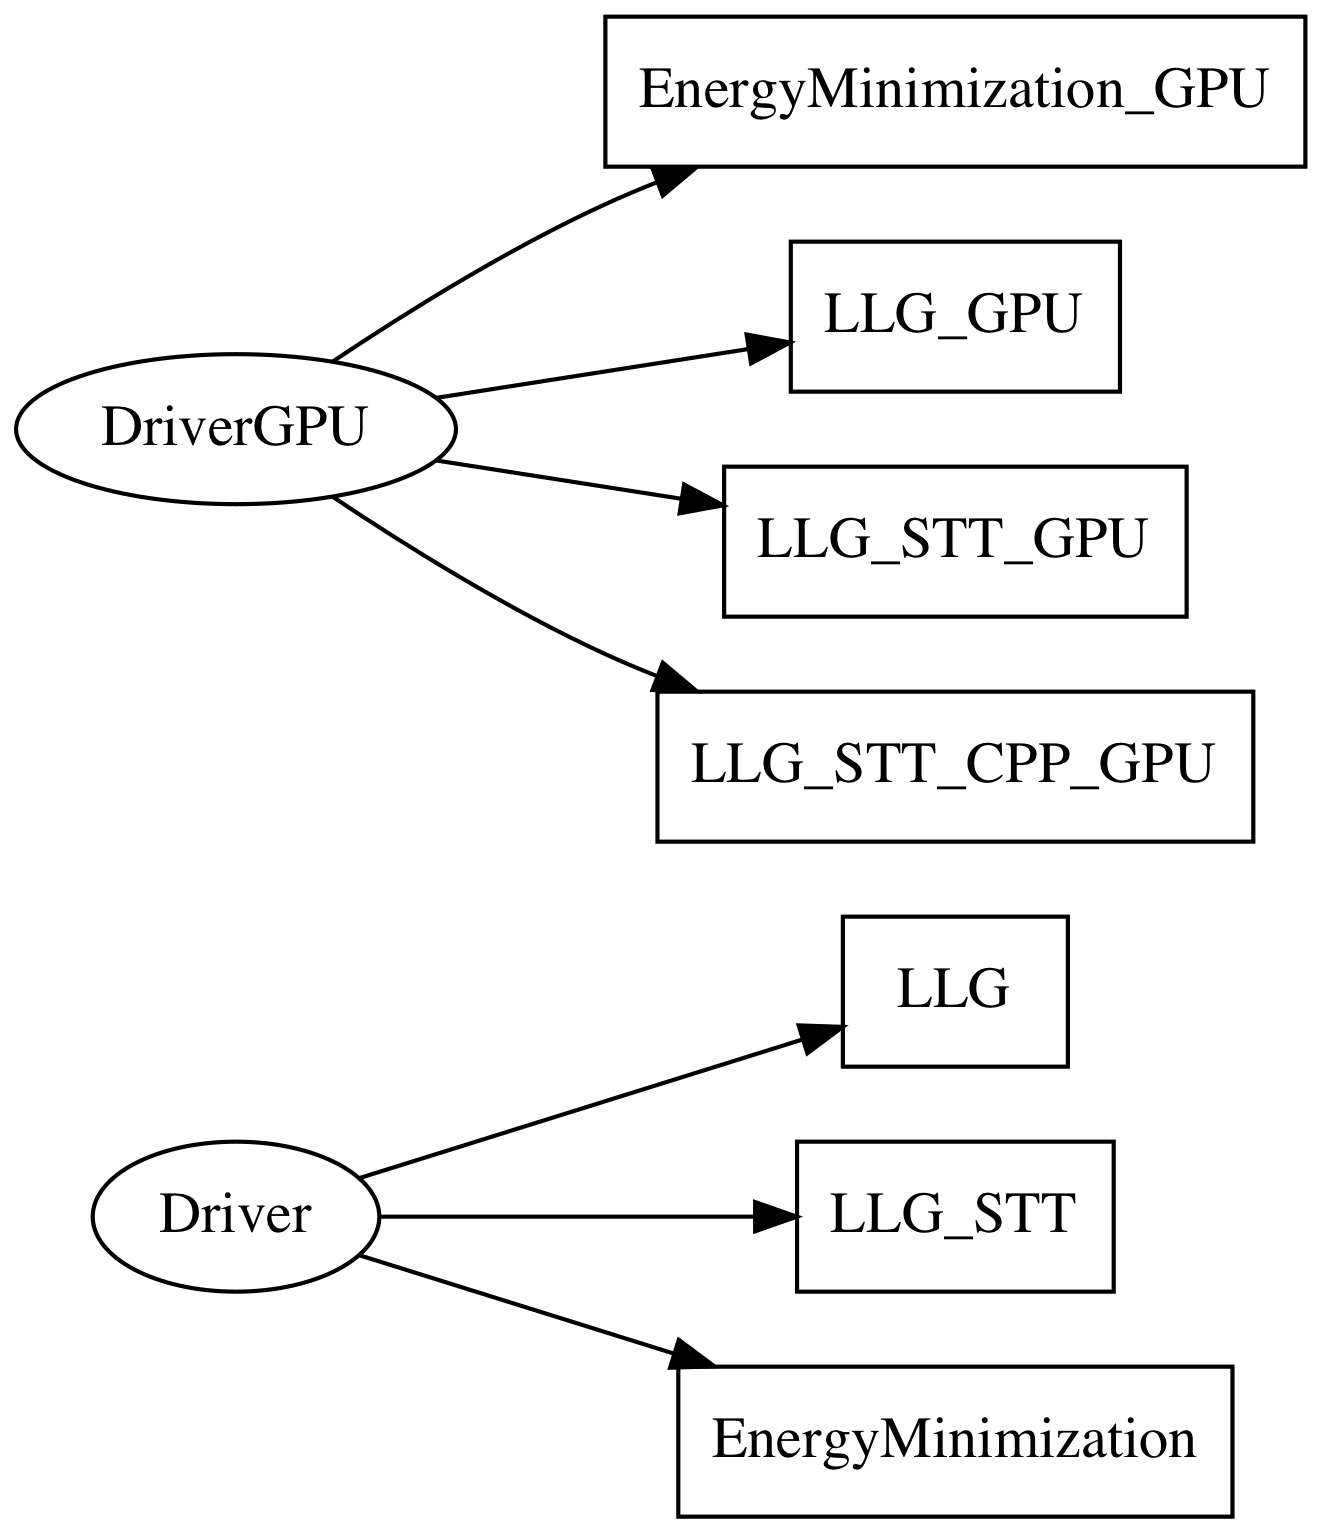 EnergyMinimization_GPU
LLG_GPU
DriverGPU
LLG_STT_GPU
LLG_STT_CPP_GPU
LLG
Driver
LLG_STT
EnergyMinimization